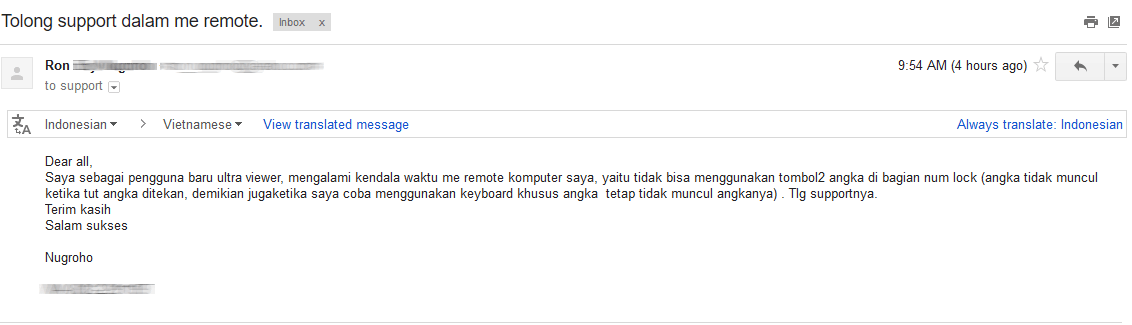 Tolong support dalam me remote. Inbox x
Ron
9:54 AM (4 hours ago)
to support
Indonesian > Vietnamese View translated message Always translate: Indonesian
Dear all,
Saya sebagai pengguna baru ultra viewer, mengalami kendala waktu me remote komputer saya, yaitu tidak bisa menggunakan tombol2 angka di bagian num lock (angka tidak muncul
ketika tut angka ditekan, demikian jugaketika saya coba menggunakan keyboard khusus angka  tetap tidak muncul angkanya) . Tlg supportnya.
Terim kasih
Salam sukses
Nugroho